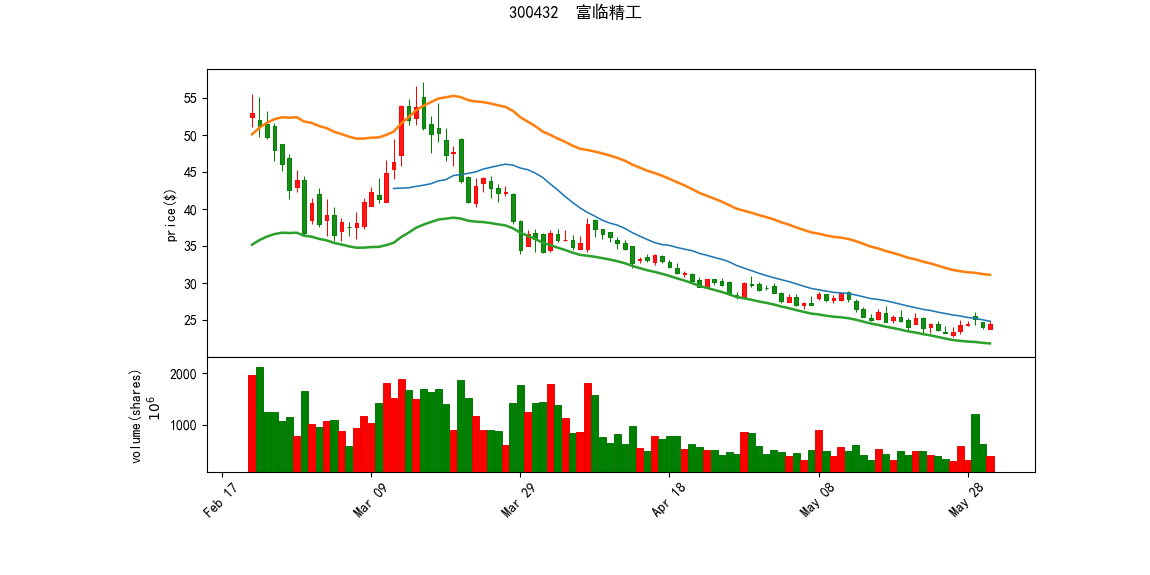 300432 富临精工
price($)
55
50
45
40
35
30
25
volume(shares)
10^6
2000
1000
Feb 17
Mar 09
Mar 29
Apr 18
May 08
May 28